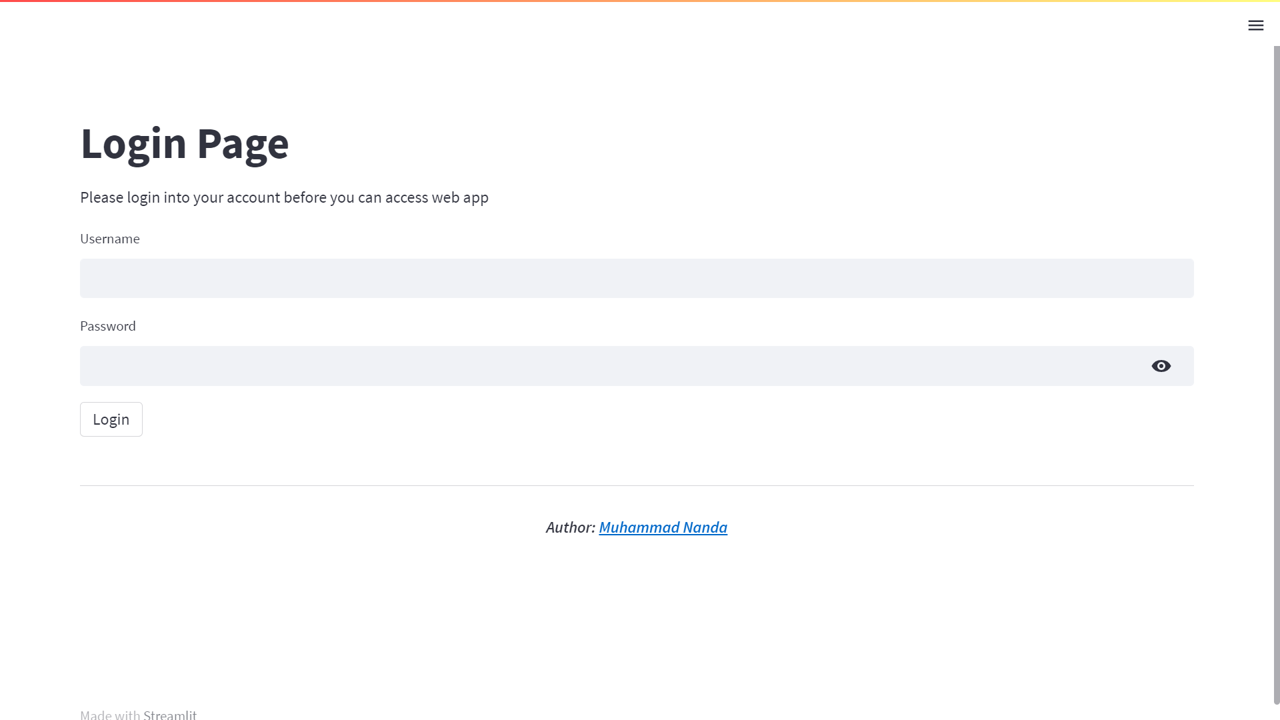 Login Page
Please login into your account before you can access web app
Username
Password
Login
Author: Muhammad Nanda
Made with Streamlit